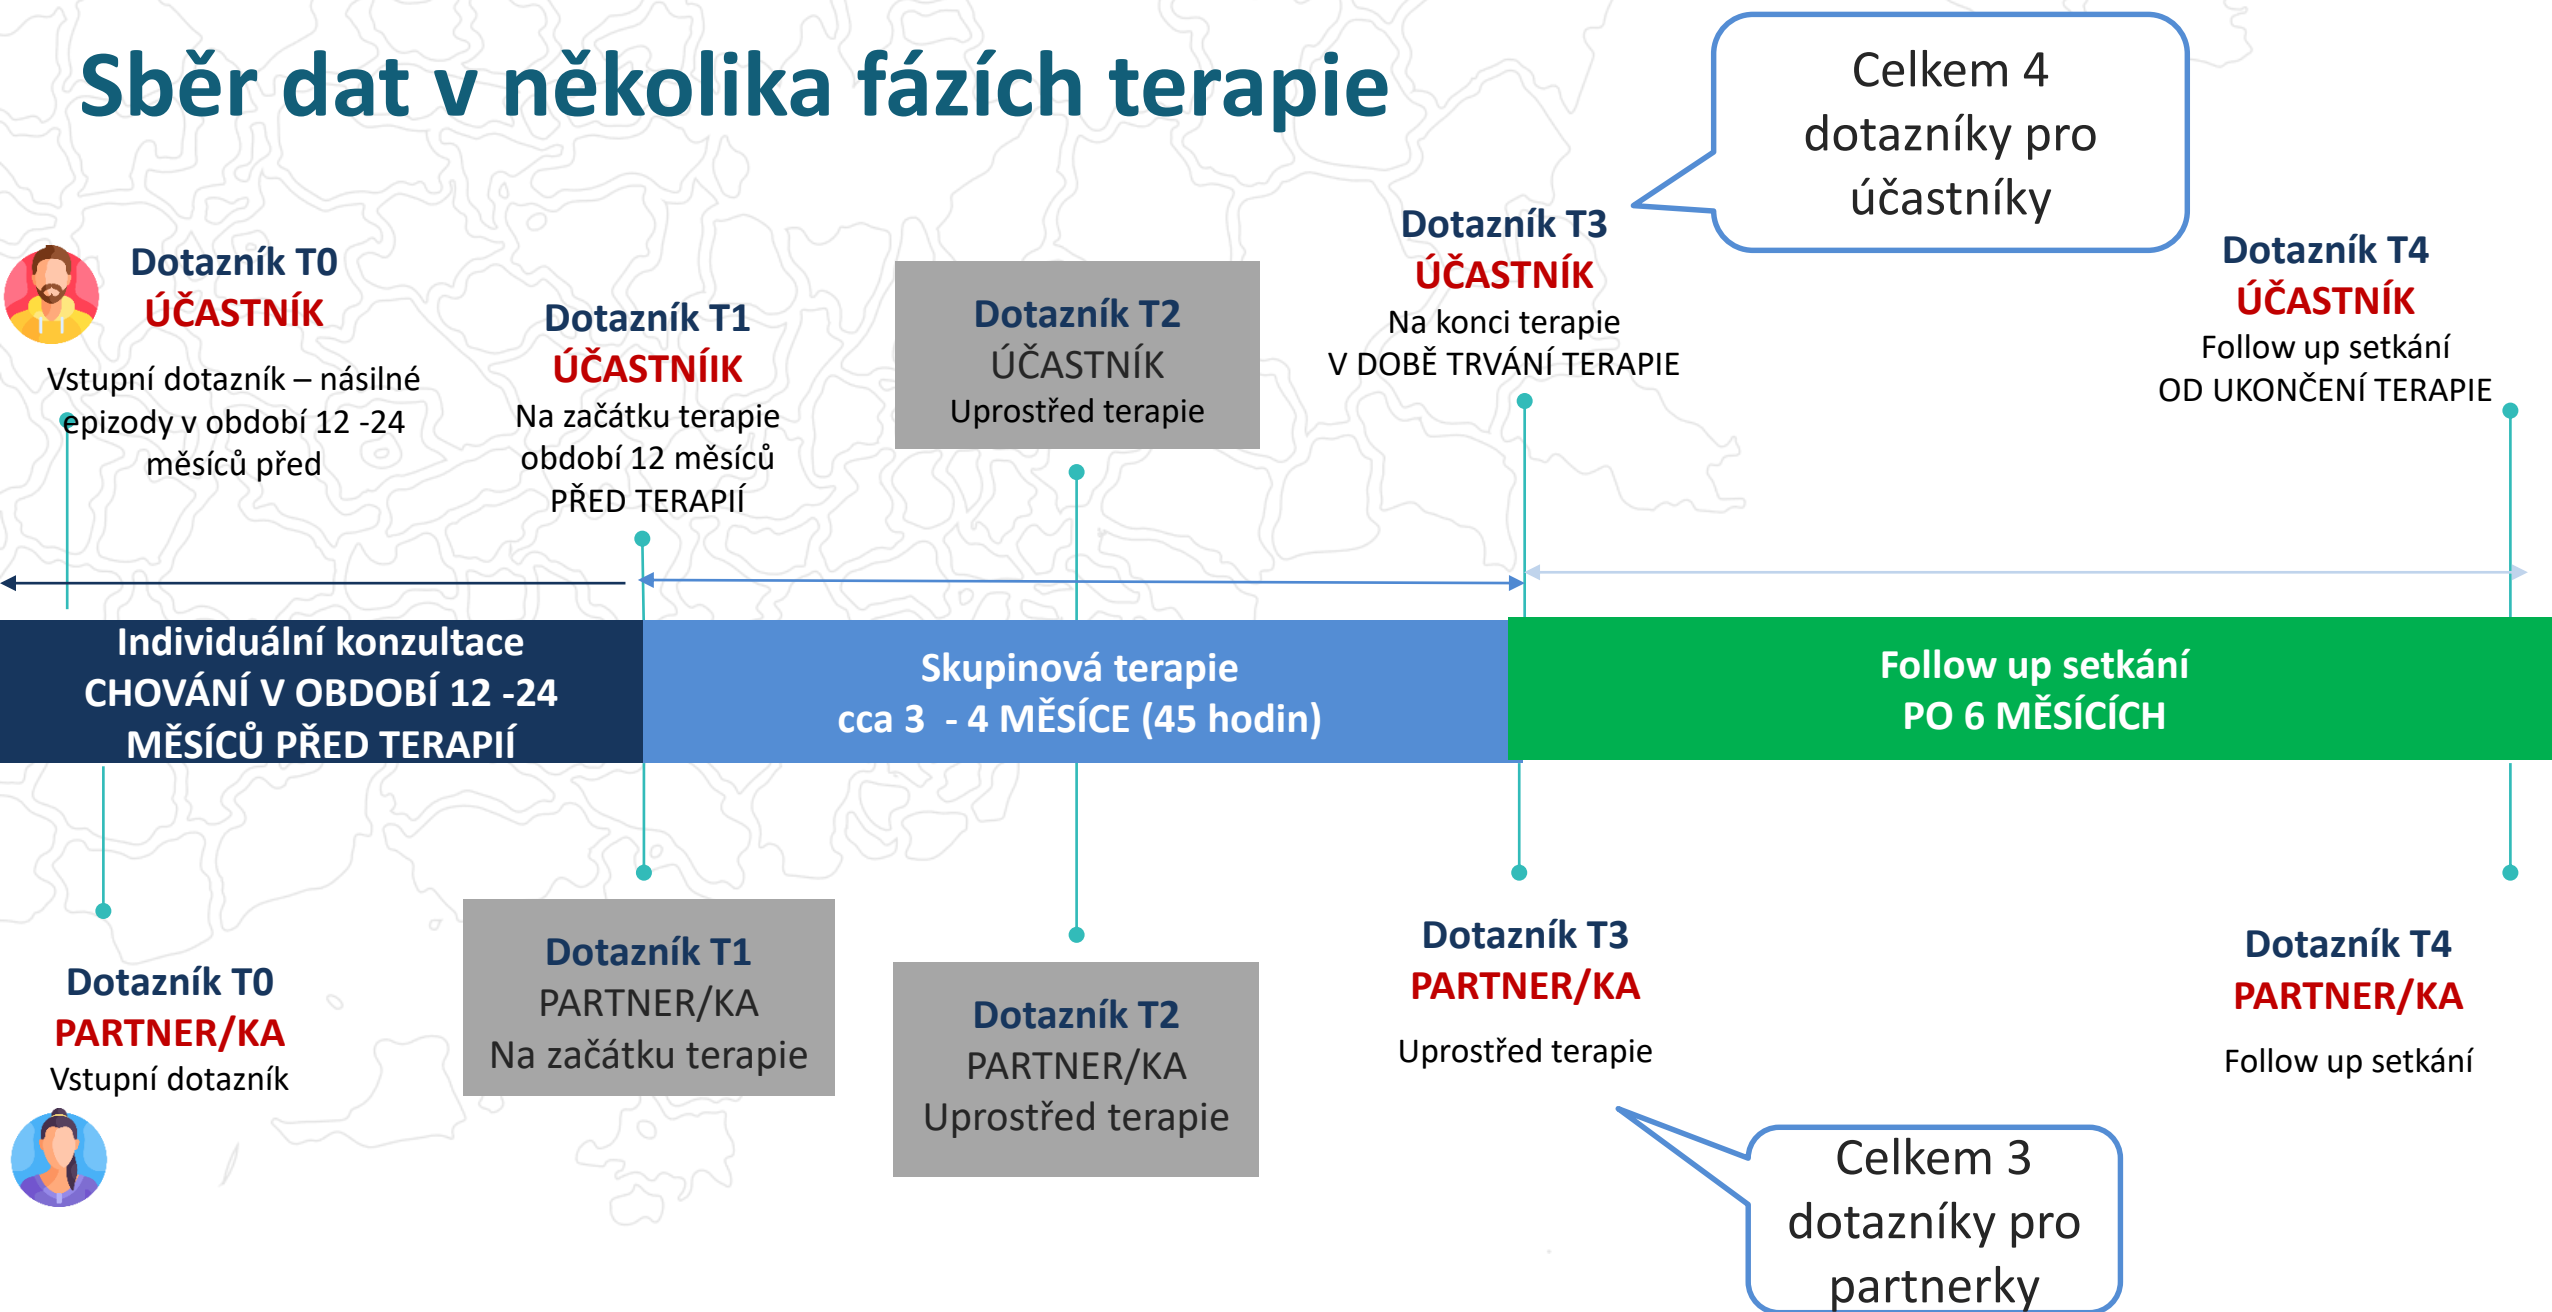 Sběr dat v několika fázích terapie
Celkem 4
dotazníky pro
účastníky
Dotazník T0
ÚČASTNÍK
Vstupní dotazník – násilné
epizody v období 12 -24
měsíců před
Dotazník T1
ÚČASTNÍIK
Na začátku terapie
období 12 měsíců
PŘED TERAPIÍ
Dotazník T2
ÚČASTNÍK
Uprostřed terapie
Dotazník T3
ÚČASTNÍK
Na konci terapie
V DOBĚ TRVÁNÍ TERAPIE
Dotazník T4
ÚČASTNÍK
Follow up setkání
OD UKONČENÍ TERAPIE
Individuální konzultace
CHOVÁNÍ V OBDOBÍ 12 -24
MĚSÍCŮ PŘED TERAPIÍ
Skupinová terapie
cca 3  - 4 MĚSÍCE (45 hodin)
Follow up setkání
PO 6 MĚSÍCÍCH
Dotazník T0
PARTNER/KA
Vstupní dotazník
Dotazník T1
PARTNER/KA
Na začátku terapie
Dotazník T2
PARTNER/KA
Uprostřed terapie
Dotazník T3
PARTNER/KA
Uprostřed terapie
Dotazník T4
PARTNER/KA
Follow up setkání
Celkem 3
dotazníky pro
partnerky